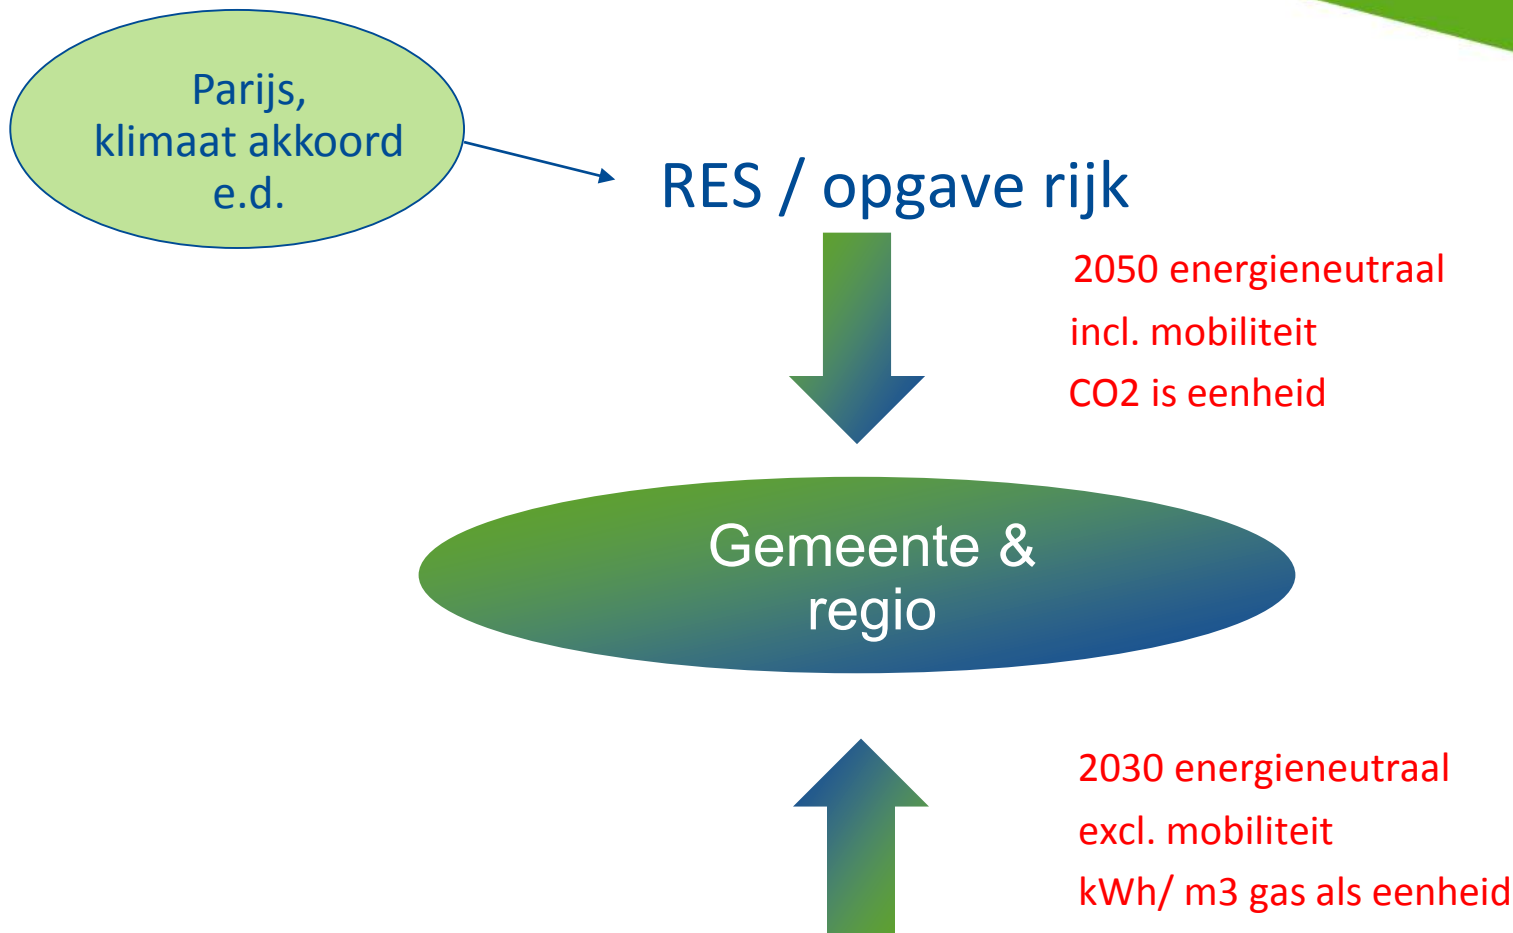 Parijs,
klimaat akkoord
e.d.
RES / opgave rijk
2050 energieneutraal
incl. mobiliteit
CO2 is eenheid
Gemeente &
regio
2030 energieneutraal
excl. mobiliteit
kWh/ m3 gas als eenheid